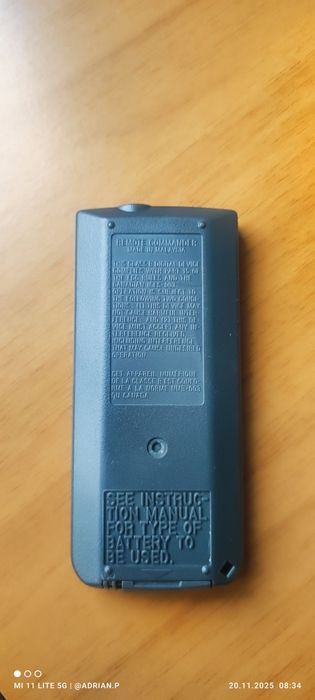 REMOTE COMMANDER
MADE IN MALAYSIA
THIS CLASS B DIGITAL DEVICE
COMPLIES WITH PART 15 OF
THE FCC RULES AND THE
CANADIAN
OPERATION IS SUBJECT TO
THE FOLLOWING TWO CONDI-
TIONS: (1) THIS DEVICE MAY
NOT CAUSE HARMFUL INTER-
FERENCE, AND (2) THIS DE-
VICE MUST ACCEPT ANY IN-
TERFERENCE RECEIVED,
INCLUDING INTERFERENCE
THAT MAY CAUSE UNDESIRED
OPERATION.
CET APPAREIL NUMÉRIQUE
DE LA CLASSE B EST CONFOR-
ME À LA NORME NMB-003
DU CANADA.
SEE INSTRUC-
TION MANUAL
FOR TYPE OF
BATTERY TO
BE USED.
MI 11 LITE 5G | @ADRIAN.P
20.11.2025 08:34